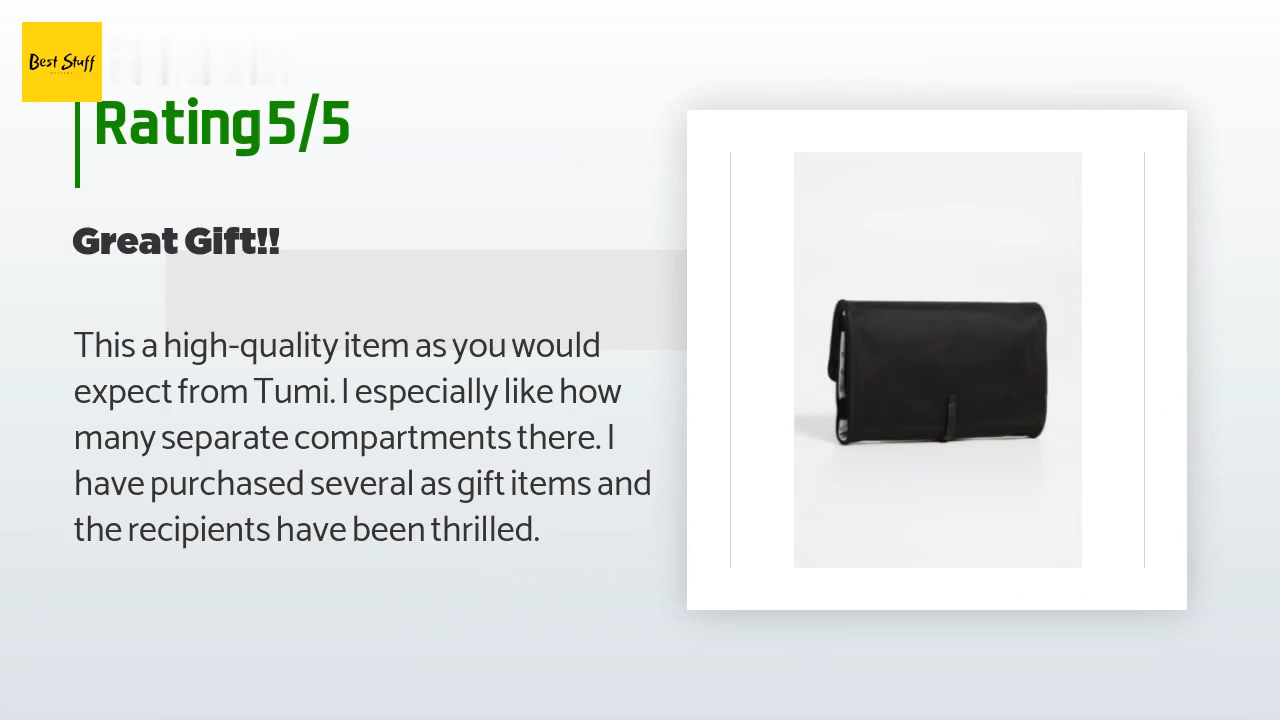 Best Stuff
Rating 5/5
Great Gift!!
This a high-quality item as you would
expect from Tumi. I especially like how
many separate compartments there. I
have purchased several as gift items and
the recipients have been thrilled.